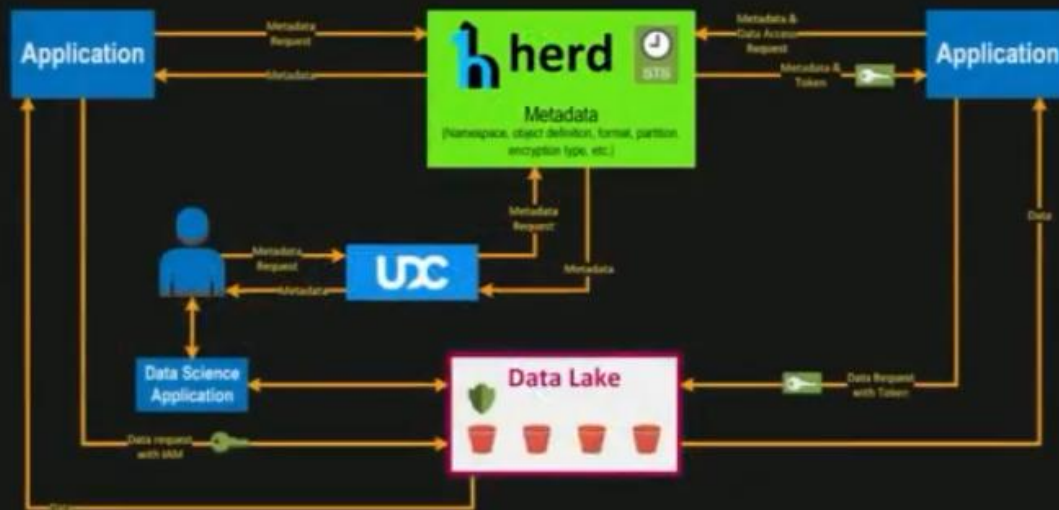 Application
Metadata
Request
Metadata
herd
STS
Metadata
(Namespace, object definition, format, partition
encryption type, etc.)
Metadata &
Data Access
Request
Metadata &
Token
Application
Metadata
Request
Metadata
Data
Metadata
Request
Metadata
UDC
Data Science
Application
Data Lake
Data Request
with Token
Data request
with IAM
Data